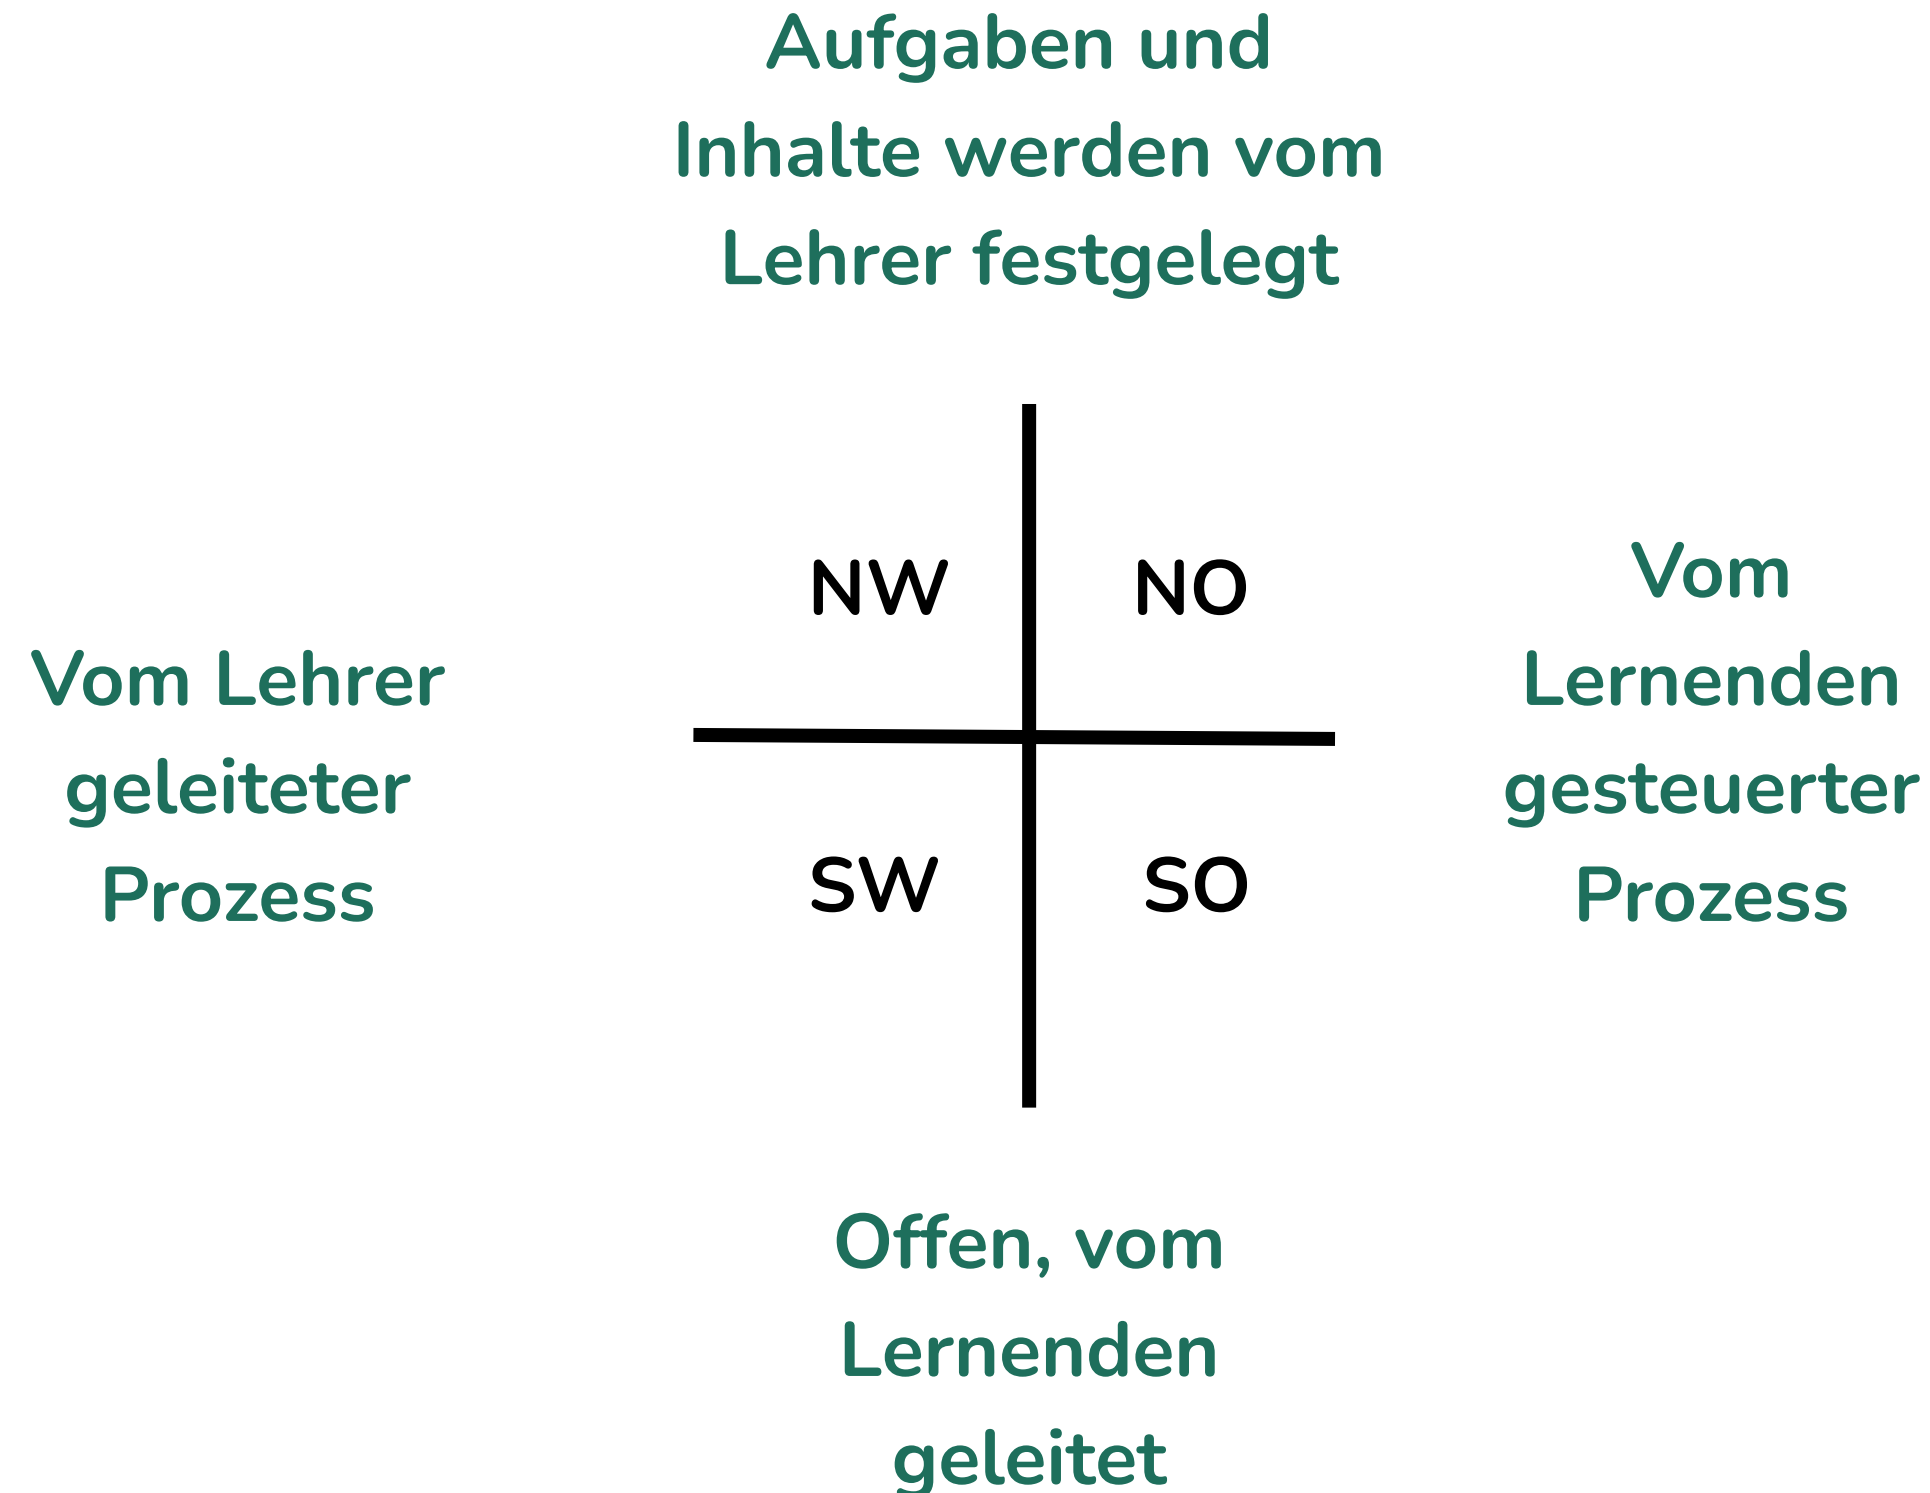 Aufgaben und
Inhalte werden vom
Lehrer festgelegt
NW
NO
Vom Lehrer
geleiteter
Prozess
Vom
Lernenden
gesteuerter
Prozess
SW
SO
Offen, vom
Lernenden
geleitet